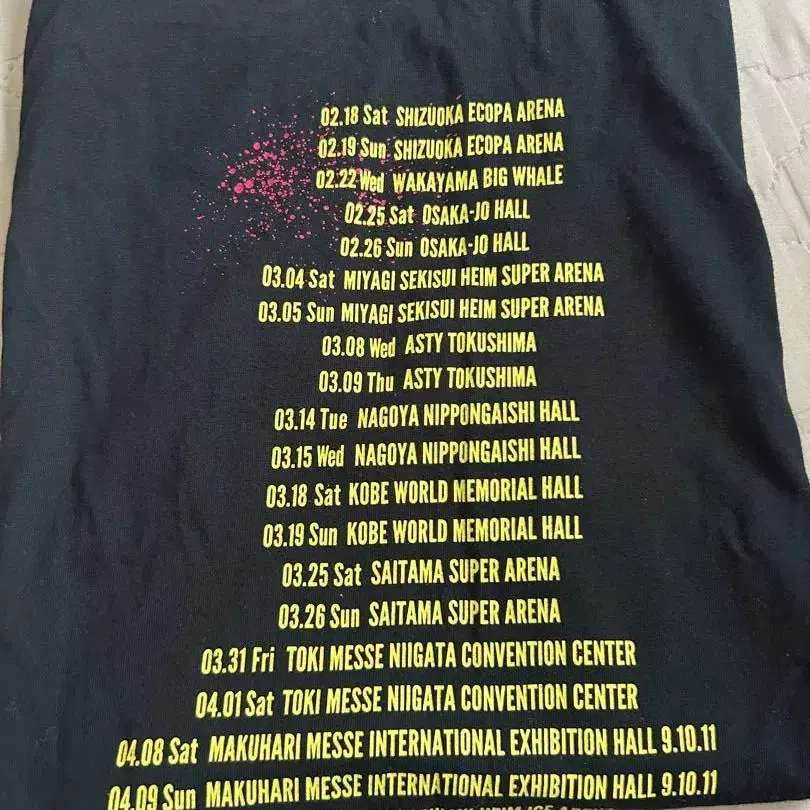 02.18 Sat SHIZUOKA ECOPA ARENA
02.19 Sun SHIZUOKA ECOPA ARENA
02.22 Wed WAKAYAMA BIG WHALE
02.25 Sat OSAKA-JO HALL
02.26 Sun OSAKA-JO HALL
03.04 Sat MIYAGI SEKISUI HEIM SUPER ARENA
03.05 Sun MIYAGI SEKISUI HEIM SUPER ARENA
03.08 Wed ASTY TOKUSHIMA
03.09 Thu ASTY TOKUSHIMA
03.14 Tue NAGOYA NIPPONGAISHI HALL
03.15 Wed NAGOYA NIPPONGAISHI HALL
03.18 Sat KOBE WORLD MEMORIAL HALL
03.19 Sun KOBE WORLD MEMORIAL HALL
03.25 Sat SAITAMA SUPER ARENA
03.26 Sun SAITAMA SUPER ARENA
03.31 Fri TOKI MESSE NIIGATA CONVENTION CENTER
04.01 Sat TOKI MESSE NIIGATA CONVENTION CENTER
04.08 Sat MAKUHARI MESSE INTERNATIONAL EXHIBITION HALL 9.10.11
04.09 Sun MAKUHARI MESSE INTERNATIONAL EXHIBITION HALL 9.10.11
HEIM ICE ARENA